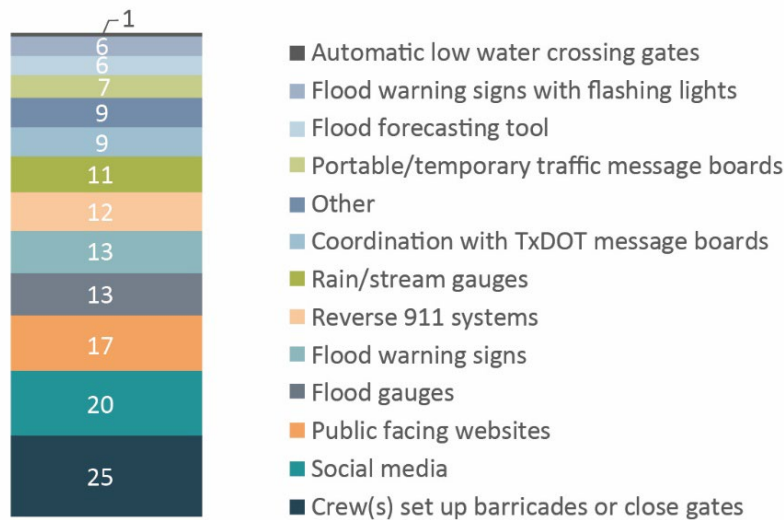 1
6
6
7
9
9
11
12
13
13
17
20
25
Automatic low water crossing gates
Flood warning signs with flashing lights
Flood forecasting tool
Portable/temporary traffic message boards
Other
Coordination with TxDOT message boards
Rain/stream gauges
Reverse 911 systems
Flood warning signs
Flood gauges
Public facing websites
Social media
Crew(s) set up barricades or close gates